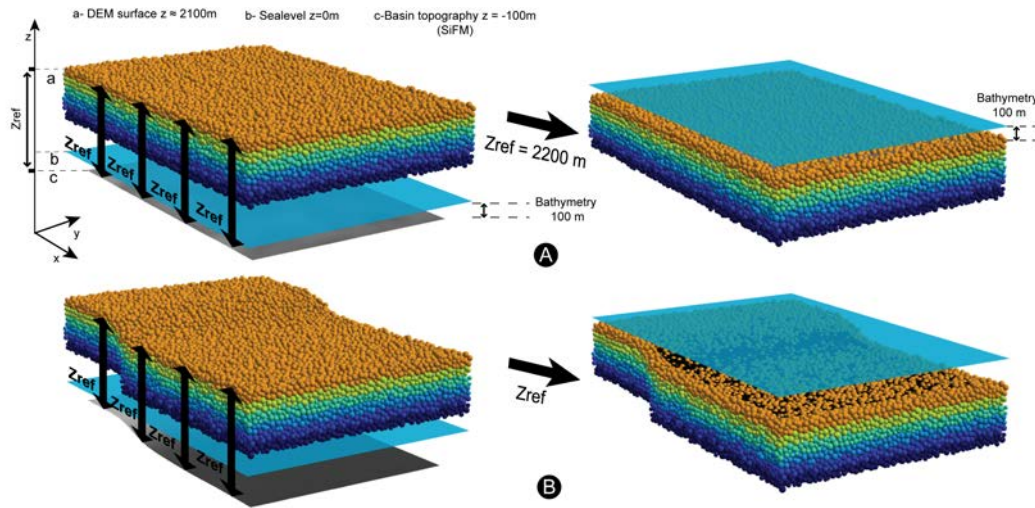 a- DEM surface z ≈ 2100m
b- Sealevel z=0m
c-Basin topography z = -100m
(SiFM)
z
a
Zref
b
c
y
x
Zref
Zref
Zref
Zref
Bathymetry
100 m
Zref = 2200 m
Bathymetry
100 m
A
Zref
Zref
Zref
Zref
Zref
B